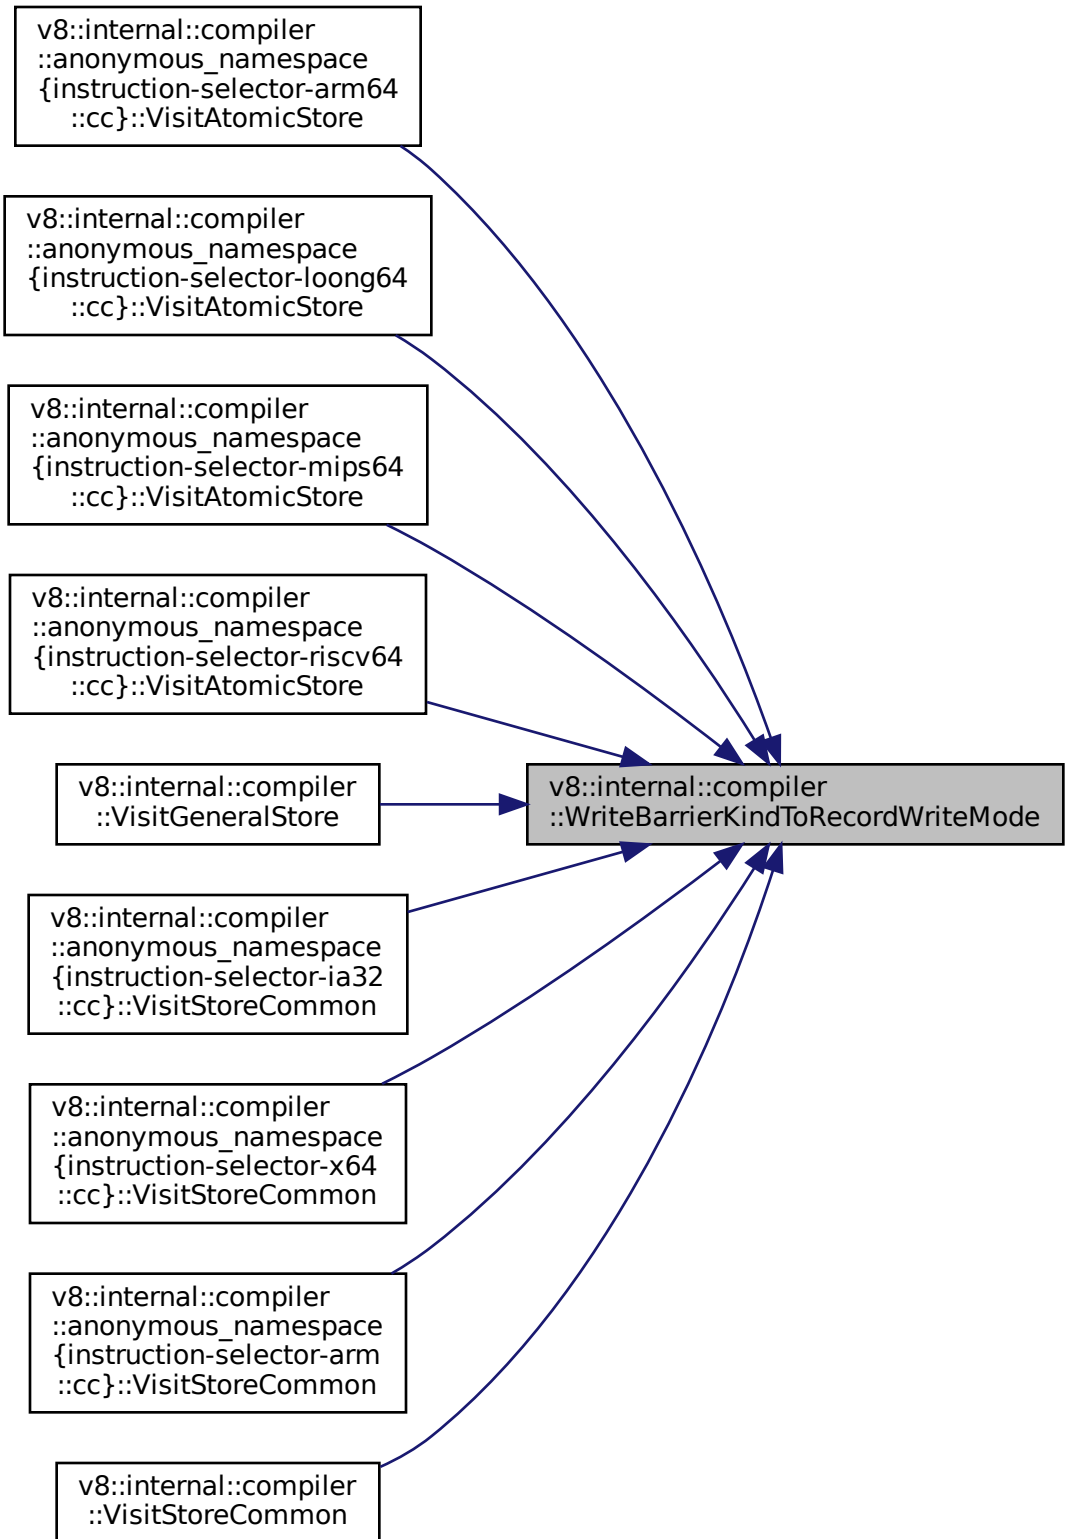 v8::internal::compiler
::anonymous_namespace
{instruction-selector-arm64
::cc}::VisitAtomicStore
v8::internal::compiler
::anonymous_namespace
{instruction-selector-loong64
::cc}::VisitAtomicStore
v8::internal::compiler
::anonymous_namespace
{instruction-selector-mips64
::cc}::VisitAtomicStore
v8::internal::compiler
::anonymous_namespace
{instruction-selector-riscv64
::cc}::VisitAtomicStore
v8::internal::compiler
::VisitGeneralStore
v8::internal::compiler
::WriteBarrierKindToRecordWriteMode
v8::internal::compiler
::anonymous_namespace
{instruction-selector-ia32
::cc}::VisitStoreCommon
v8::internal::compiler
::anonymous_namespace
{instruction-selector-x64
::cc}::VisitStoreCommon
v8::internal::compiler
::anonymous_namespace
{instruction-selector-arm
::cc}::VisitStoreCommon
v8::internal::compiler
::VisitStoreCommon